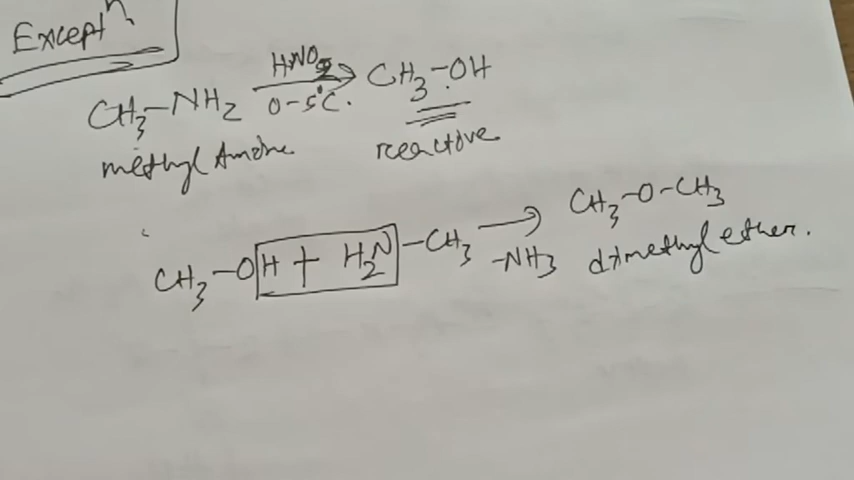 Exceptⁿ
CH₃-NH₂ HNO₂ 0-5°C. CH₃-OH
methyl Amine reactive
CH₃-OH + H₂N-CH₃ → -NH₃ CH₃-O-CH₃
dimethyl ether.